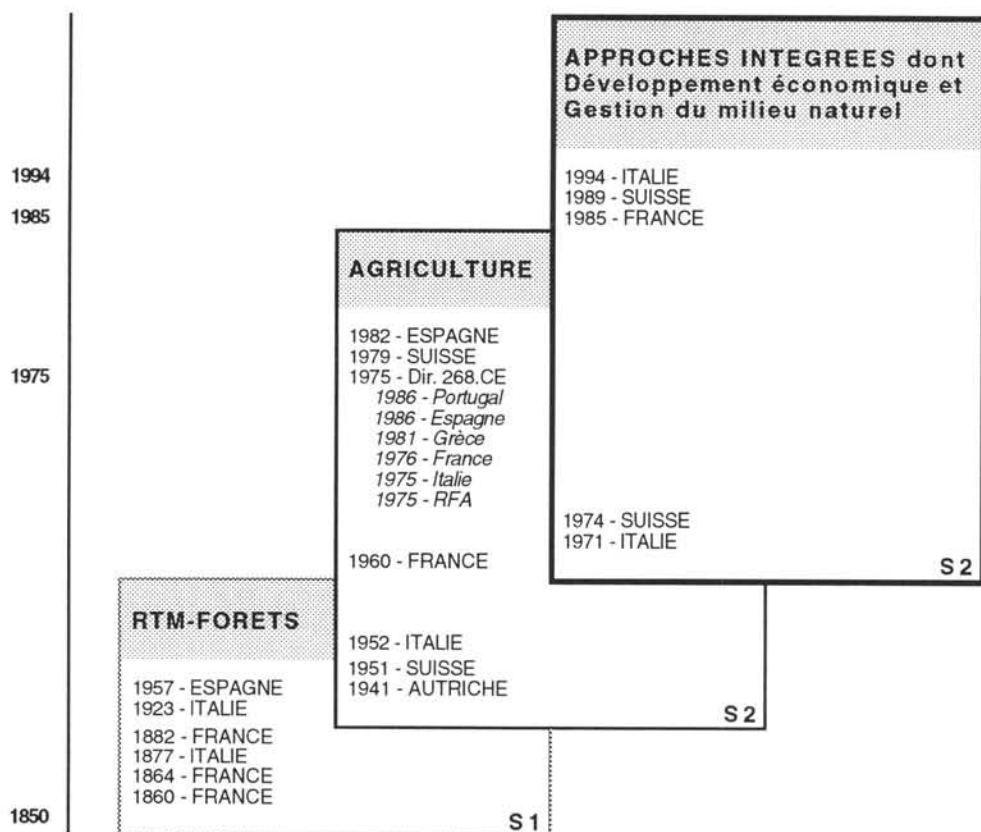 APPROCHES INTEGREES dont
Développement économique et
Gestion du milieu naturel
1994
1985
1975
1850
1994 - ITALIE
1989 - SUISSE
1985 - FRANCE
1974 - SUISSE
1971 - ITALIE
S 2
AGRICULTURE
1982 - ESPAGNE
1979 - SUISSE
1975 - Dir. 268.CE
1986 - Portugal
1986 - Espagne
1981 - Grèce
1976 - France
1975 - Italie
1975 - RFA
1960 - FRANCE
1952 - ITALIE
1951 - SUISSE
1941 - AUTRICHE
S 2
RTM-FORETS
1957 - ESPAGNE
1923 - ITALIE
1882 - FRANCE
1877 - ITALIE
1864 - FRANCE
1860 - FRANCE
S 1